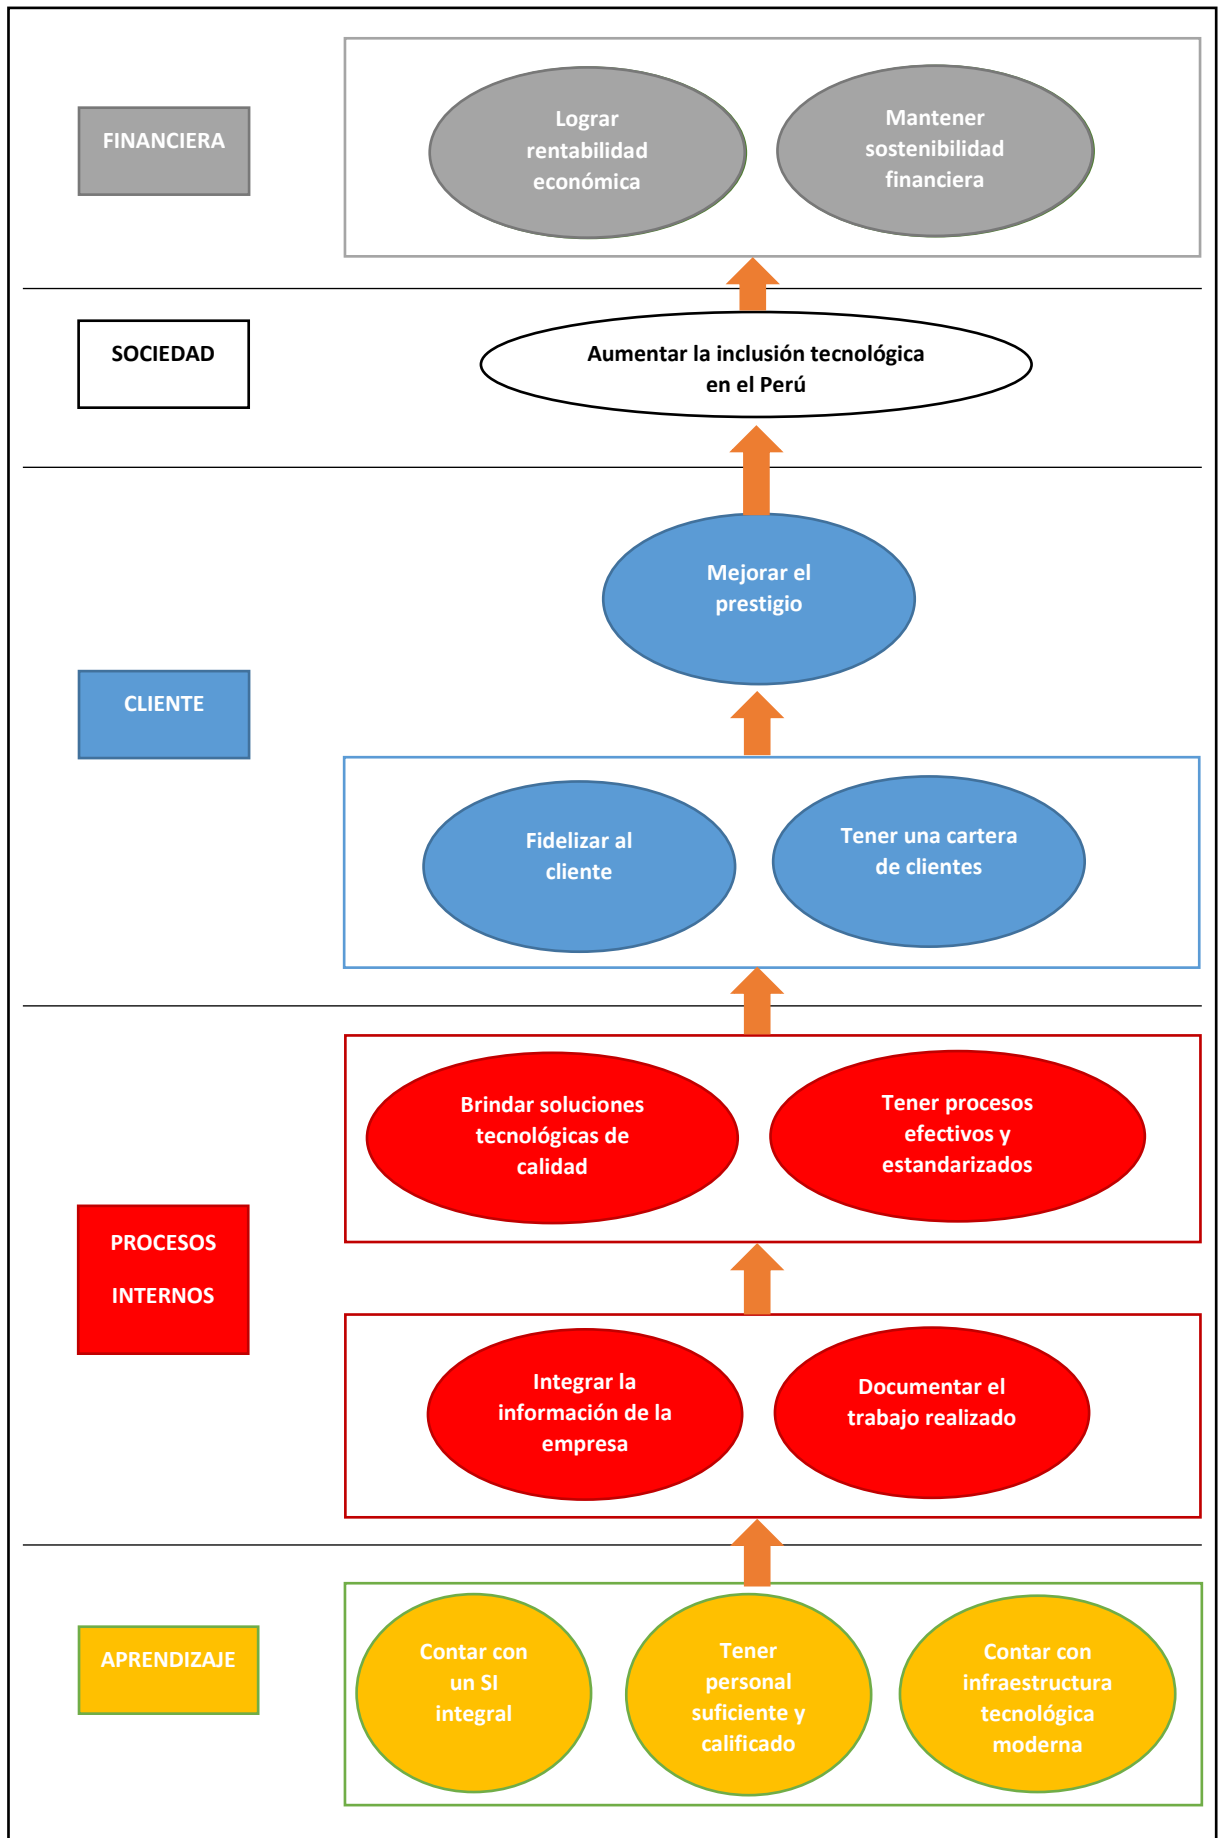 FINANCIERA
Lograr
rentabilidad
económica
Mantener
sostenibilidad
financiera
SOCIEDAD
Aumentar la inclusión tecnológica
en el Perú
Mejorar el
prestigio
CLIENTE
Fidelizar al
cliente
Tener una cartera
de clientes
Brindar soluciones
tecnológicas de
calidad
Tener procesos
efectivos y
estandarizados
PROCESOS
INTERNOS
Integrar la
información de la
empresa
Documentar el
trabajo realizado
APRENDIZAJE
Contar con
un SI
integral
Tener
personal
suficiente y
calificado
Contar con
infraestructura
tecnológica
moderna